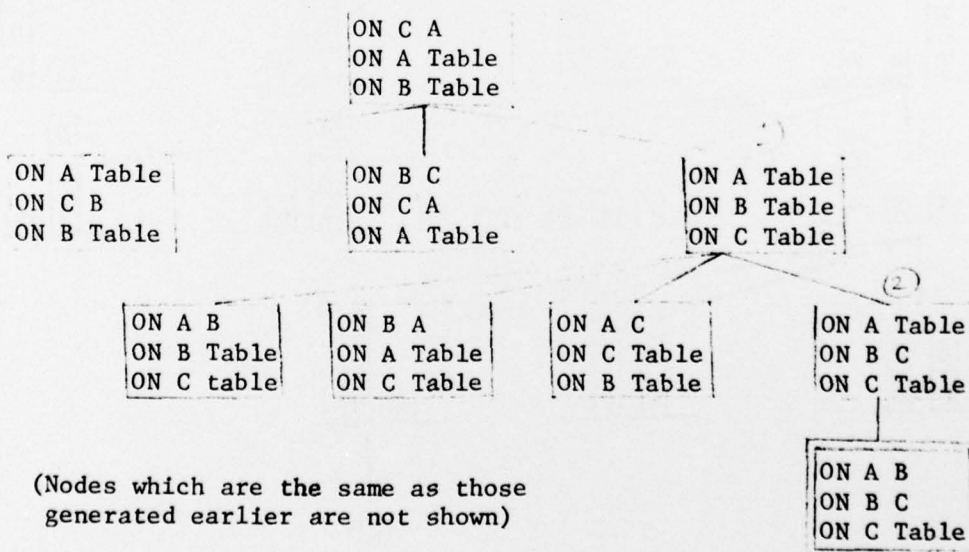 ON C A
ON A Table
ON B Table
ON A Table
ON C B
ON B Table
ON B C
ON C A
ON A Table
ON A Table
ON B Table
ON C Table
ON A B
ON B Table
ON C table
ON B A
ON A Table
ON C Table
ON A C
ON C Table
ON B Table
2
ON A Table
ON B C
ON C Table
ON A B
ON B C
ON C Table
(Nodes which are the same as those
generated earlier are not shown)